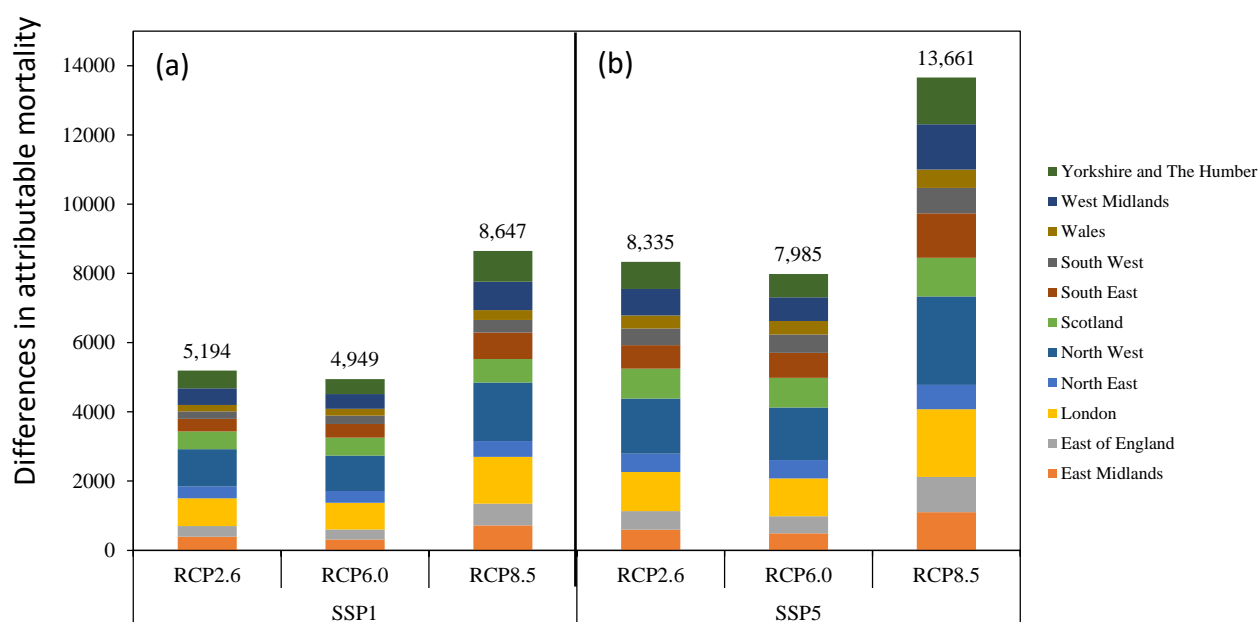 Differences in attributable mortality
14000
12000
10000
8000
6000
4000
2000
0
(a)
(b)
5,194
4,949
8,647
8,335
7,985
13,661
RCP2.6
RCP6.0
RCP8.5
RCP2.6
RCP6.0
RCP8.5
SSP1
SSP5
Yorkshire and The Humber
West Midlands
Wales
South West
South East
Scotland
North West
North East
London
East of England
East Midlands